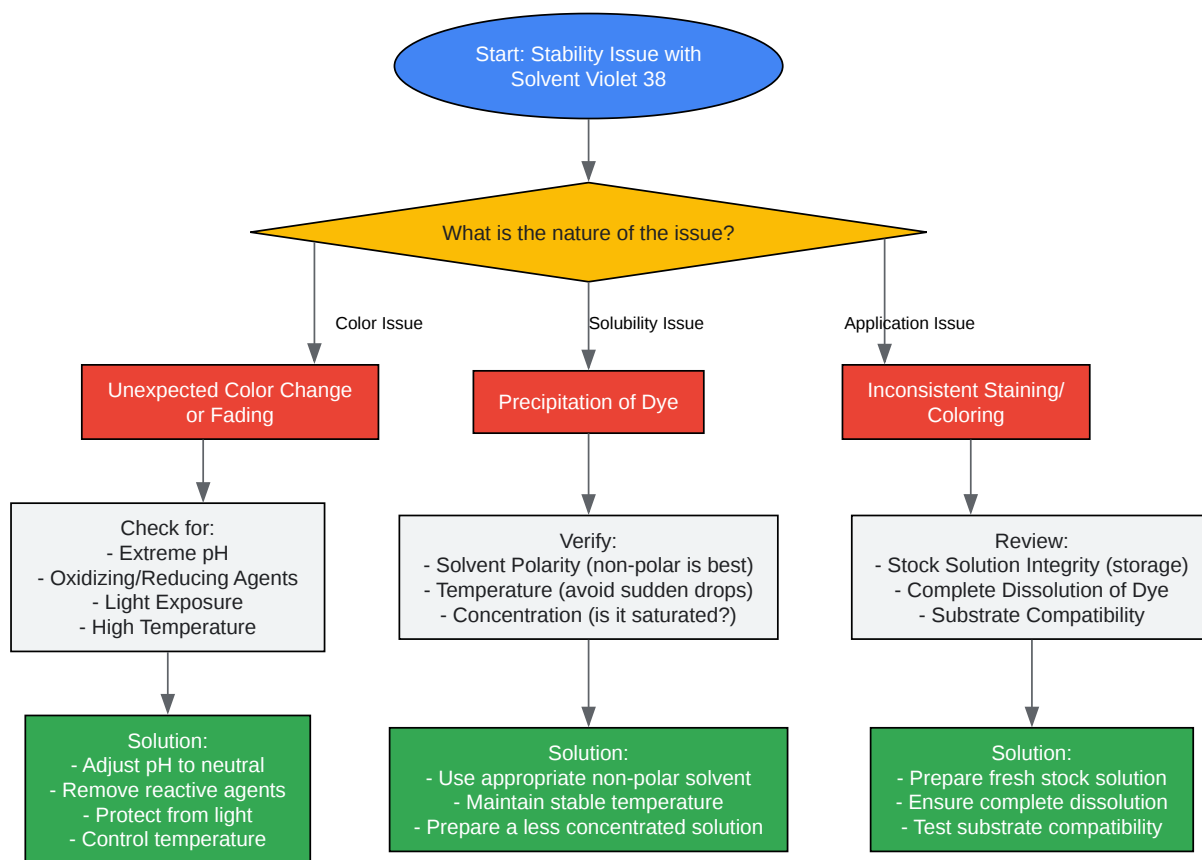 Start: Stability Issue with
Solvent Violet 38
What is the nature of the issue?
Color Issue
Solubility Issue
Application Issue
Unexpected Color Change
or Fading
Precipitation of Dye
Inconsistent Staining/
Coloring
Check for:
- Extreme pH
- Oxidizing/Reducing Agents
- Light Exposure
- High Temperature
Verify:
- Solvent Polarity (non-polar is best)
- Temperature (avoid sudden drops)
- Concentration (is it saturated?)
Review:
- Stock Solution Integrity (storage)
- Complete Dissolution of Dye
- Substrate Compatibility
Solution:
- Adjust pH to neutral
- Remove reactive agents
- Protect from light
- Control temperature
Solution:
- Use appropriate non-polar solvent
- Maintain stable temperature
- Prepare a less concentrated solution
Solution:
- Prepare fresh stock solution
- Ensure complete dissolution
- Test substrate compatibility